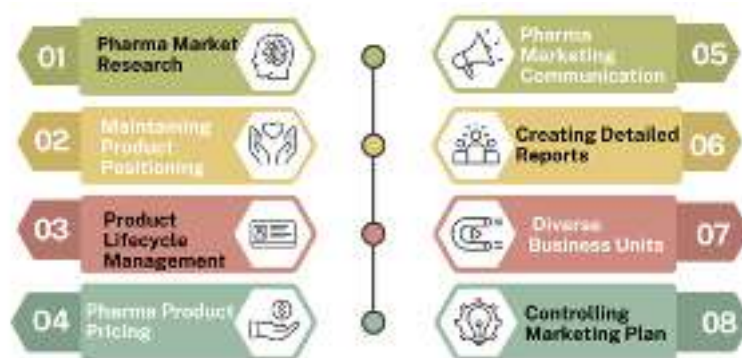 01
Pharma Market
Research
02
Maintaining
Product
Positioning
03
Product
Lifecycle
Management
04
Pharma Product
Pricing
Pharma
Marketing
Communication
05
Creating Detailed
Reports
06
Diverse
Business Units
07
Controlling
Marketing Plan
08